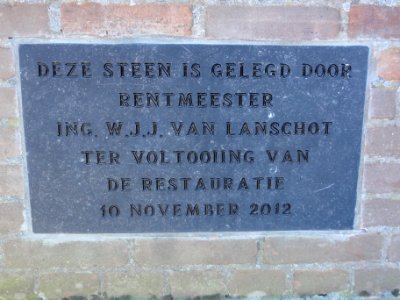 DEZE STEEN IS GELEGD DOOR
RENTMEESTER
ING. W.J.J. VAN LANSCHOT
TER VOLTOOIING VAN
DE RESTAURATIE
10 NOVEMBER 2012